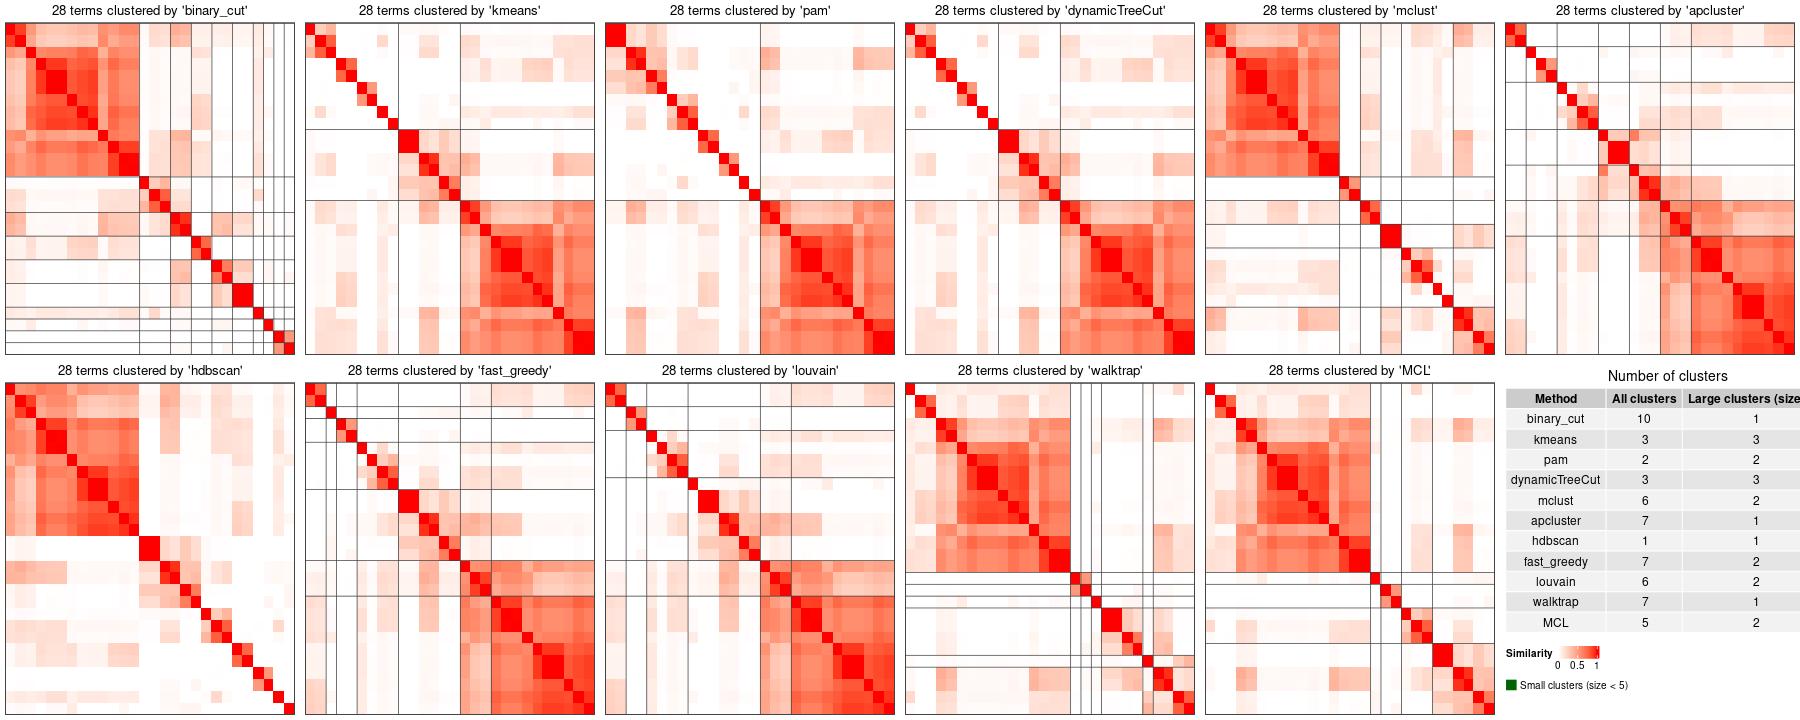 28 terms clustered by 'binary_cut'
28 terms clustered by 'kmeans'
28 terms clustered by 'pam'
28 terms clustered by 'dynamicTreeCut'
28 terms clustered by 'mclust'
28 terms clustered by 'apcluster'
28 terms clustered by 'hdbscan'
28 terms clustered by 'fast_greedy'
28 terms clustered by 'louvain'
28 terms clustered by 'walktrap'
28 terms clustered by 'MCL'
Number of clusters
Method All clusters Large clusters (size
binary_cut 10 1
kmeans 3 3
pam 2 2
dynamicTreeCut 3 3
mclust 6 2
apcluster 7 1
hdbscan 1 1
fast_greedy 7 2
louvain 6 2
walktrap 7 1
MCL 5 2
Similarity
0 0.5 1
Small clusters (size < 5)